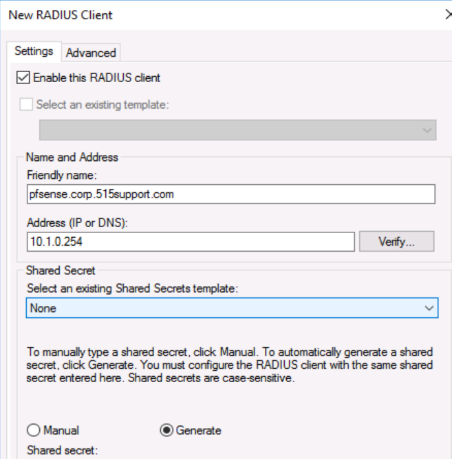 New RADIUS Client
Settings Advanced
Enable this RADIUS client
Select an existing template:
Name and Address
Friendly name:
pfsense.corp.515support.com
Address (IP or DNS):
10.1.0.254 Verify...
Shared Secret
Select an existing Shared Secrets template:
None
To manually type a shared secret, click Manual. To automatically generate a shared
secret, click Generate. You must configure the RADIUS client with the same shared
secret entered here. Shared secrets are case-sensitive.
Manual Generate
Shared secret: